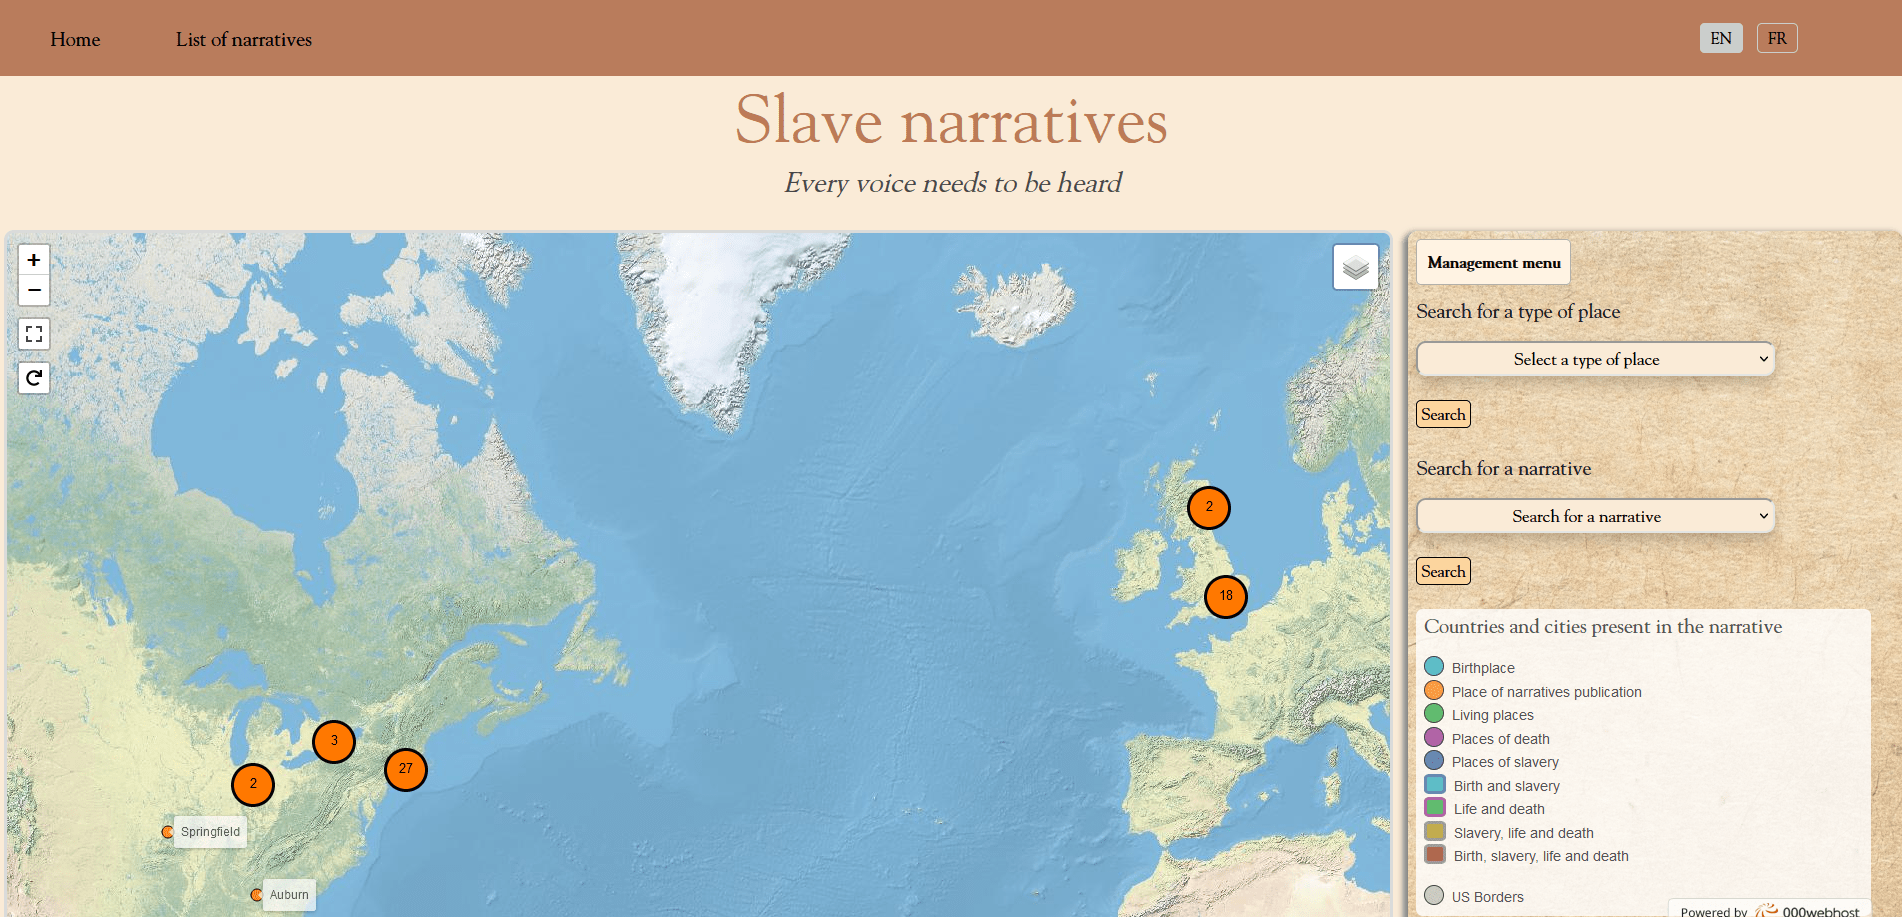 Home
List of narratives
EN
FR
Slave narratives
Every voice needs to be heard
+
−
2
18
3
27
2
Springfield
Auburn
Management menu
Search for a type of place
Select a type of place
Search
Search for a narrative
Search for a narrative
Search
Countries and cities present in the narrative
Birthplace
Place of narratives publication
Living places
Places of death
Places of slavery
Birth and slavery
Life and death
Slavery, life and death
Birth, slavery, life and death
US Borders
Powered by 000webhost